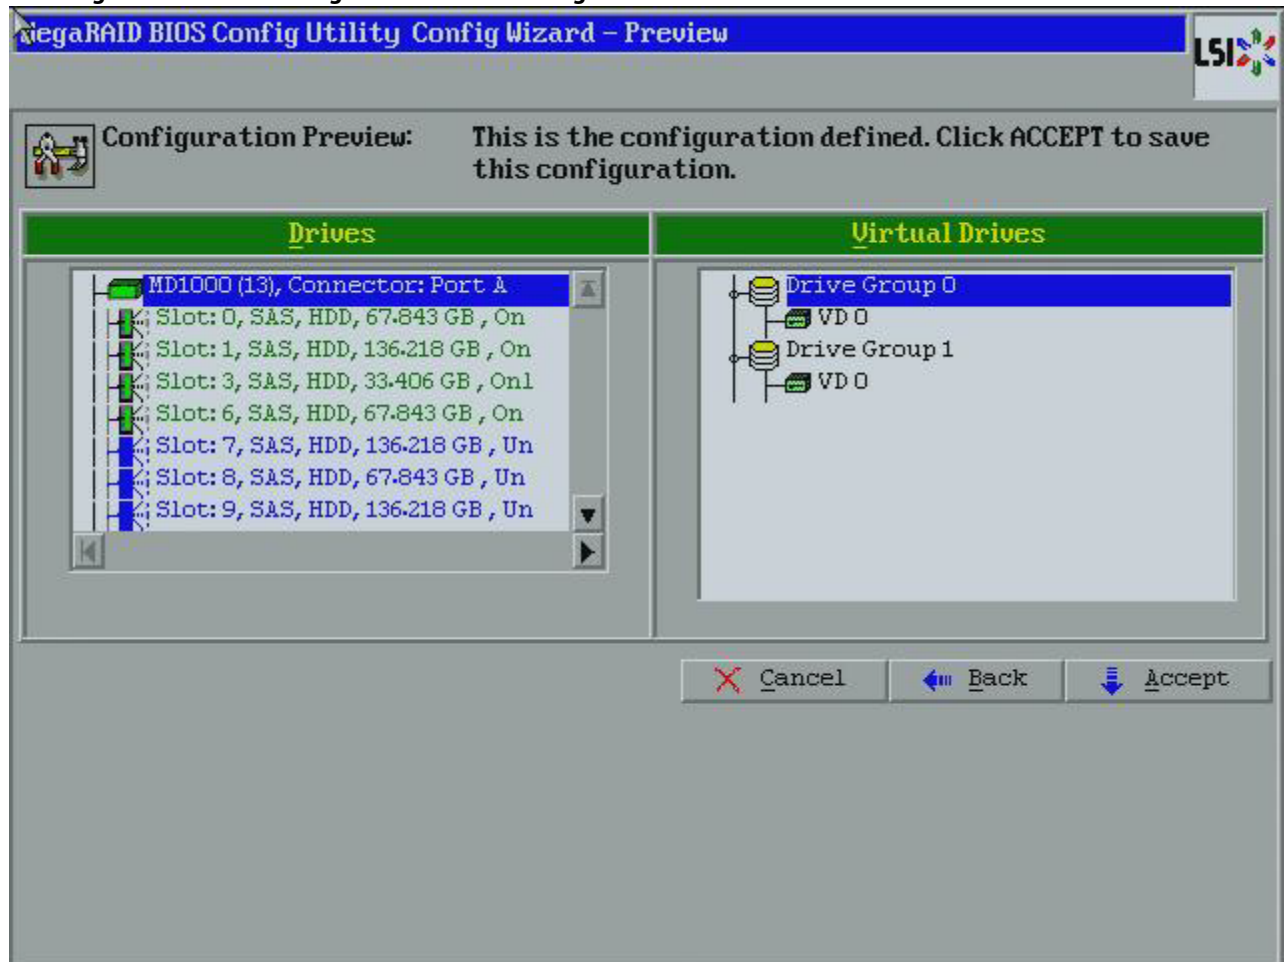 MegaRAID BIOS Config Utility Config Wizard – Preview
LSI
Configuration Preview: This is the configuration defined. Click ACCEPT to save
this configuration.
Drives
Virtual Drives
MD1000 (13), Connector: Port A
Slot: 0, SAS, HDD, 67.843 GB , On
Slot: 1, SAS, HDD, 136.218 GB , On
Slot: 3, SAS, HDD, 33.406 GB , Onl
Slot: 6, SAS, HDD, 67.843 GB , On
Slot: 7, SAS, HDD, 136.218 GB , Un
Slot: 8, SAS, HDD, 67.843 GB , Un
Slot: 9, SAS, HDD, 136.218 GB , Un
Drive Group 0
VD 0
Drive Group 1
VD 0
Cancel
Back
Accept